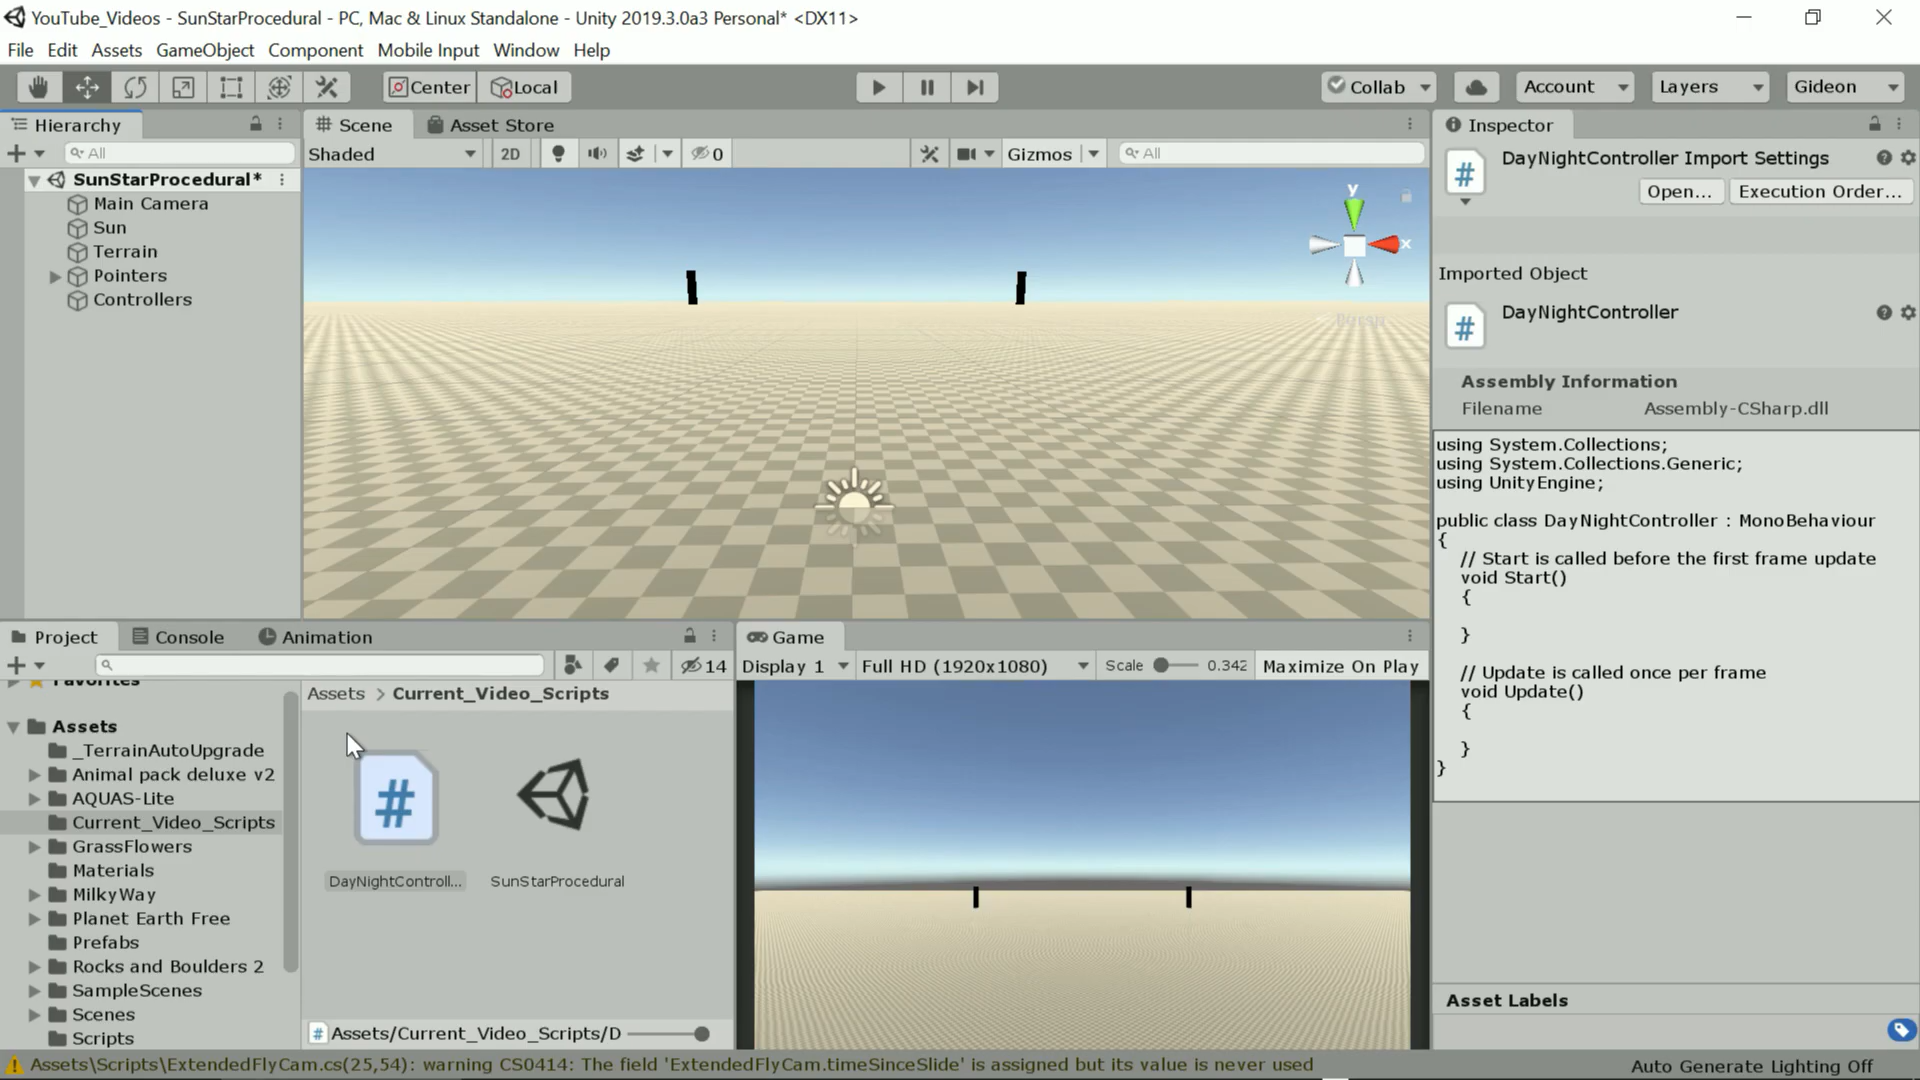 YouTube_Videos - SunStarProcedural - PC, Mac & Linux Standalone - Unity 2019.3.0a3 Personal* <DX11>
File Edit Assets GameObject Component Mobile Input Window Help
Center Local Collab Account Layers Gideon
Hierarchy
All
SunStarProcedural*
Main Camera
Sun
Terrain
Pointers
Controllers
Scene Asset Store
Shaded 2D 0 Gizmos All
y
x
Persp
Inspector
DayNightController Import Settings
Open... Execution Order...
Imported Object
DayNightController
Assembly Information
Filename Assembly-CSharp.dll
using System.Collections;
using System.Collections.Generic;
using UnityEngine;
public class DayNightController : MonoBehaviour
{
// Start is called before the first frame update
void Start()
{
}
// Update is called once per frame
void Update()
{
}
}
Asset Labels
Project Console Animation
14
Favorites
Assets
_TerrainAutoUpgrade
Animal pack deluxe v2
AQUAS-Lite
Current_Video_Scripts
GrassFlowers
Materials
MilkyWay
Planet Earth Free
Prefabs
Rocks and Boulders 2
SampleScenes
Scenes
Scripts
Assets > Current_Video_Scripts
#
DayNightControll...
SunStarProcedural
Assets/Current_Video_Scripts/D
Game
Display 1 Full HD (1920x1080) Scale 0.342 Maximize On Play
Assets\Scripts\ExtendedFlyCam.cs(25,54): warning CS0414: The field 'ExtendedFlyCam.timeSinceSlide' is assigned but its value is never used
Auto Generate Lighting Off